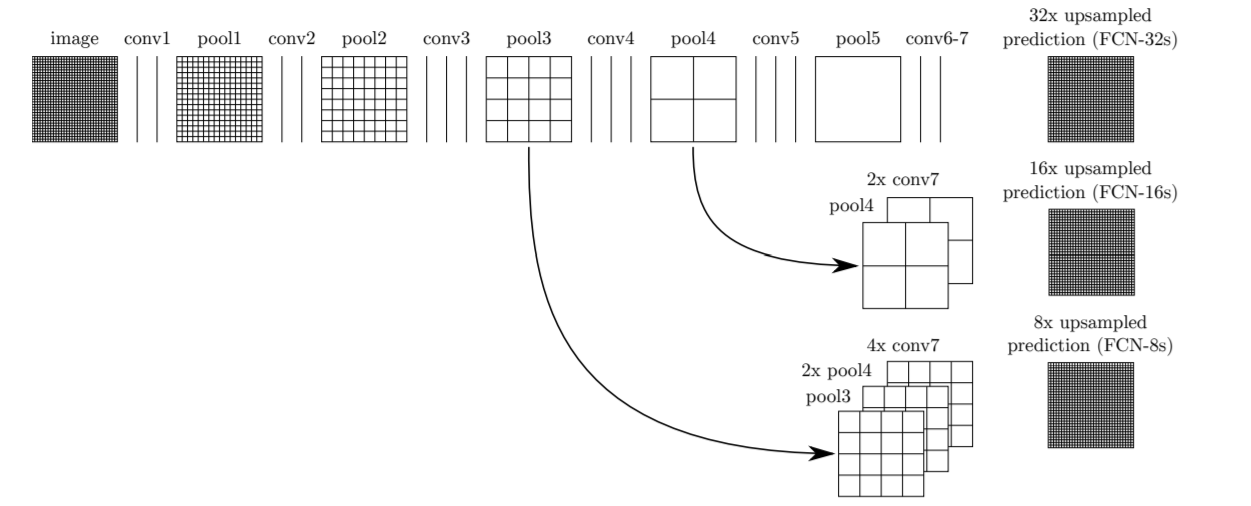 image conv1 pool1 conv2 pool2 conv3 pool3 conv4 pool4 conv5 pool5 conv6-7
32x upsampled
prediction (FCN-32s)
2x conv7
pool4
16x upsampled
prediction (FCN-16s)
4x conv7
2x pool4
pool3
8x upsampled
prediction (FCN-8s)